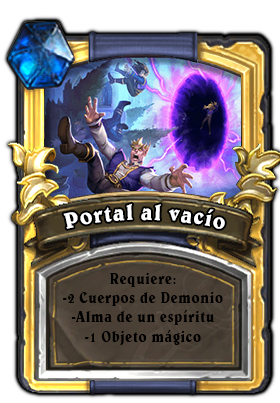 Portal al vacío
Requiere:
-2 Cuerpos de Demonio
-Alma de un espíritu
-1 Objeto mágico